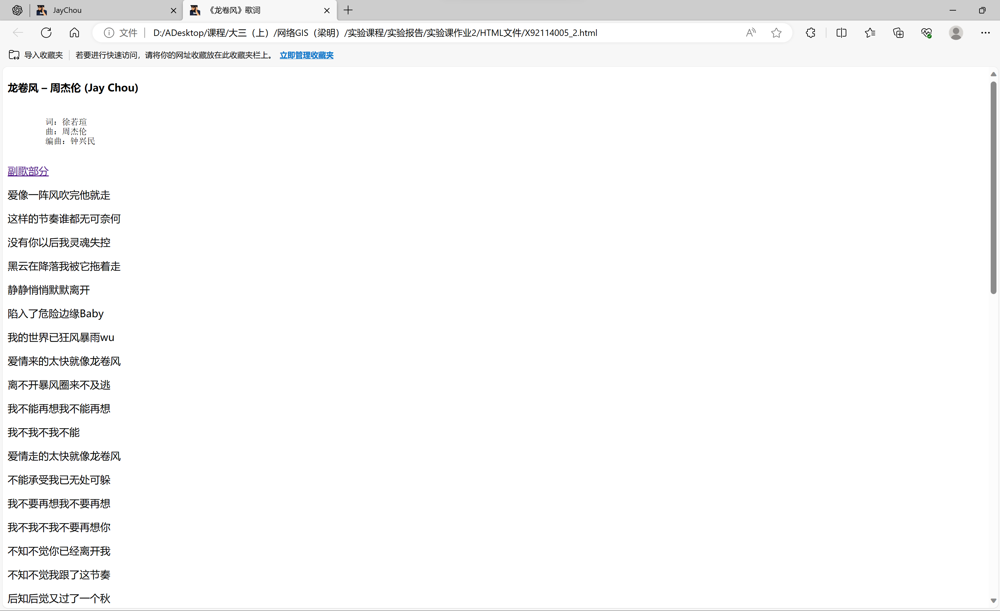 JayChou
《龙卷风》歌词
文件 D:/ADesktop/课程/大三（上）/网络GIS（梁明）/实验课程/实验报告/实验课作业2/HTML文件/X92114005_2.html
导入收藏夹 若要进行快速访问，请将你的网址收藏放在此收藏夹栏上。 立即管理收藏夹
龙卷风 – 周杰伦 (Jay Chou)
词：徐若瑄
曲：周杰伦
编曲：钟兴民
副歌部分
爱像一阵风吹完他就走
这样的节奏谁都无可奈何
没有你以后我灵魂失控
黑云在降落我被它拖着走
静静悄悄默默离开
陷入了危险边缘Baby
我的世界已狂风暴雨wu
爱情来的太快就像龙卷风
离不开暴风圈来不及逃
我不能再想我不能再想
我不我不我不能
爱情走的太快就像龙卷风
不能承受我已无处可躲
我不要再想我不要再想
我不我不我不要再想你
不知不觉你已经离开我
不知不觉我跟了这节奏
后知后觉又过了一个秋